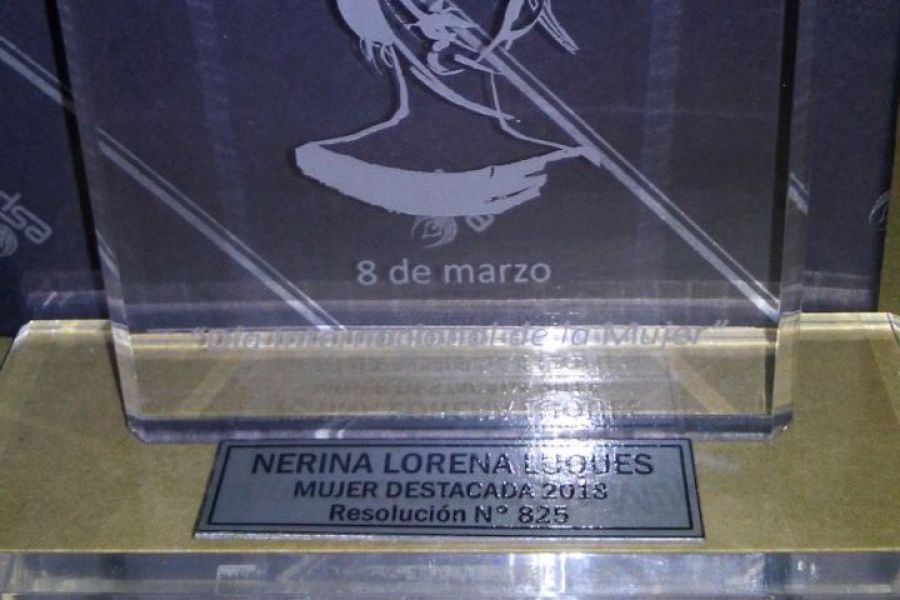 8 de marzo
"Día Internacional de la Mujer"
NERINA LORENA LUQUES
MUJER DESTACADA 2018
Resolución N° 825